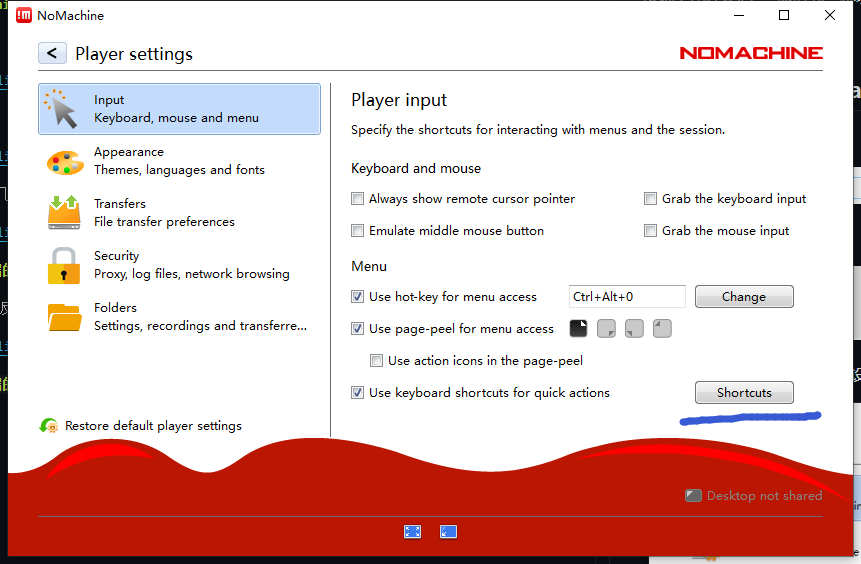 !M NoMachine
< Player settings
NOMACHINE
Input
Keyboard, mouse and menu
Appearance
Themes, languages and fonts
Transfers
File transfer preferences
Security
Proxy, log files, network browsing
Folders
Settings, recordings and transferre...
Restore default player settings
Player input
Specify the shortcuts for interacting with menus and the session.
Keyboard and mouse
Always show remote cursor pointer
Grab the keyboard input
Emulate middle mouse button
Grab the mouse input
Menu
Use hot-key for menu access
Ctrl+Alt+0
Change
Use page-peel for menu access
Use action icons in the page-peel
Use keyboard shortcuts for quick actions
Shortcuts
Desktop not shared